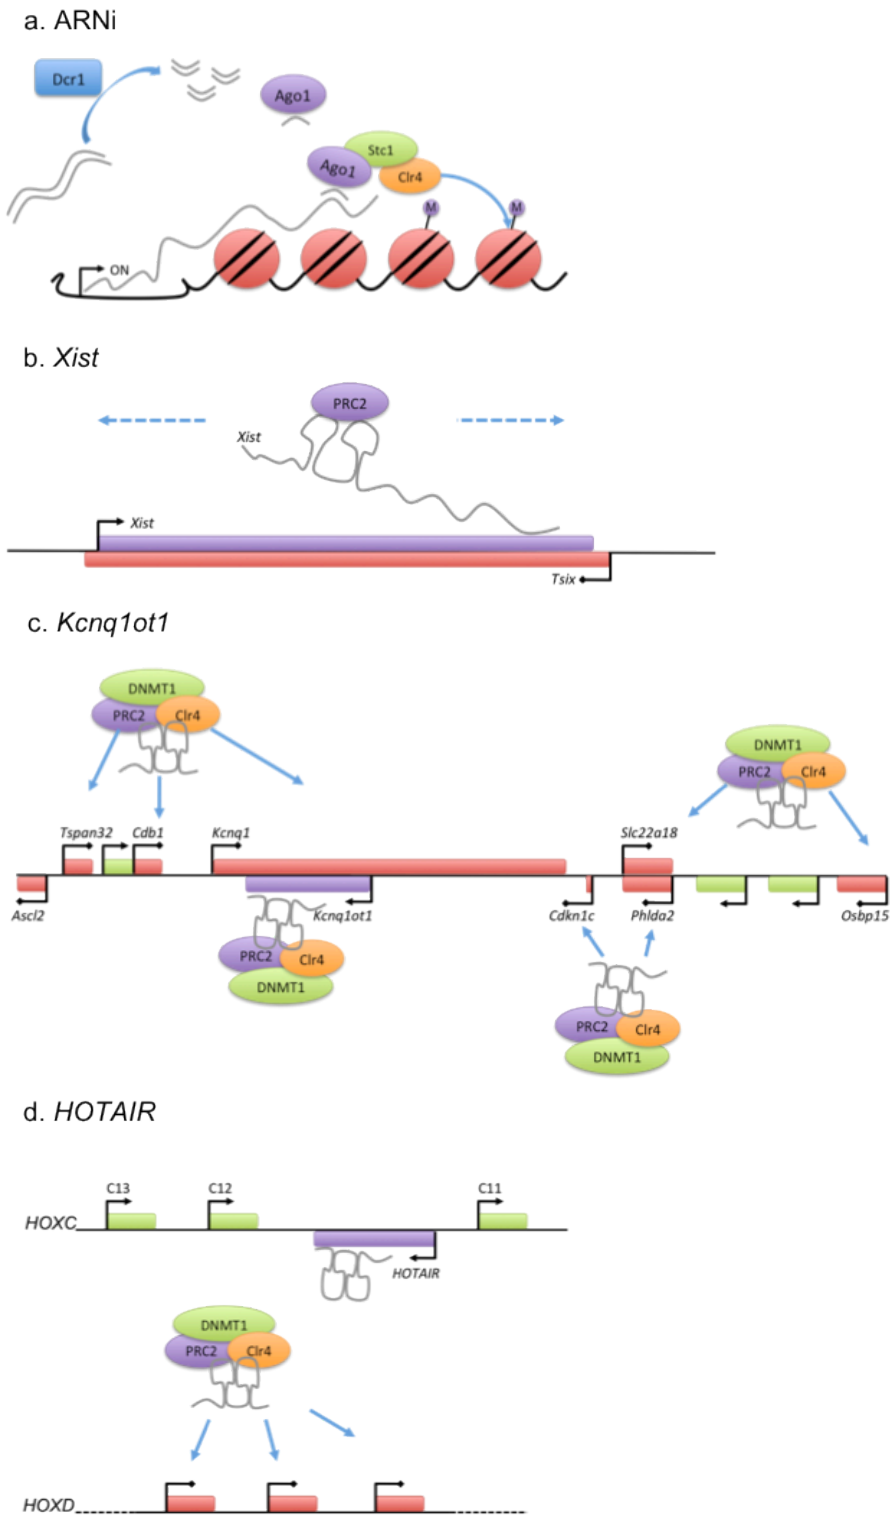 a. ARNi
Dcr1
Ago1
Stc1
Ago1
Clr4
M M
ON
b. Xist
PRC2
Xist
Xist
Tsix
c. Kcnq1ot1
DNMT1
PRC2 Clr4
DNMT1
PRC2 Clr4
Tspan32 Cdb1 Kcnq1 Slc22a18
Ascl2 Kcnq1ot1 Cdkn1c Phlda2 Osbp15
PRC2 Clr4
DNMT1
PRC2 Clr4
DNMT1
d. HOTAIR
C13 C12 C11
HOXC
HOTAIR
DNMT1
PRC2 Clr4
HOXD